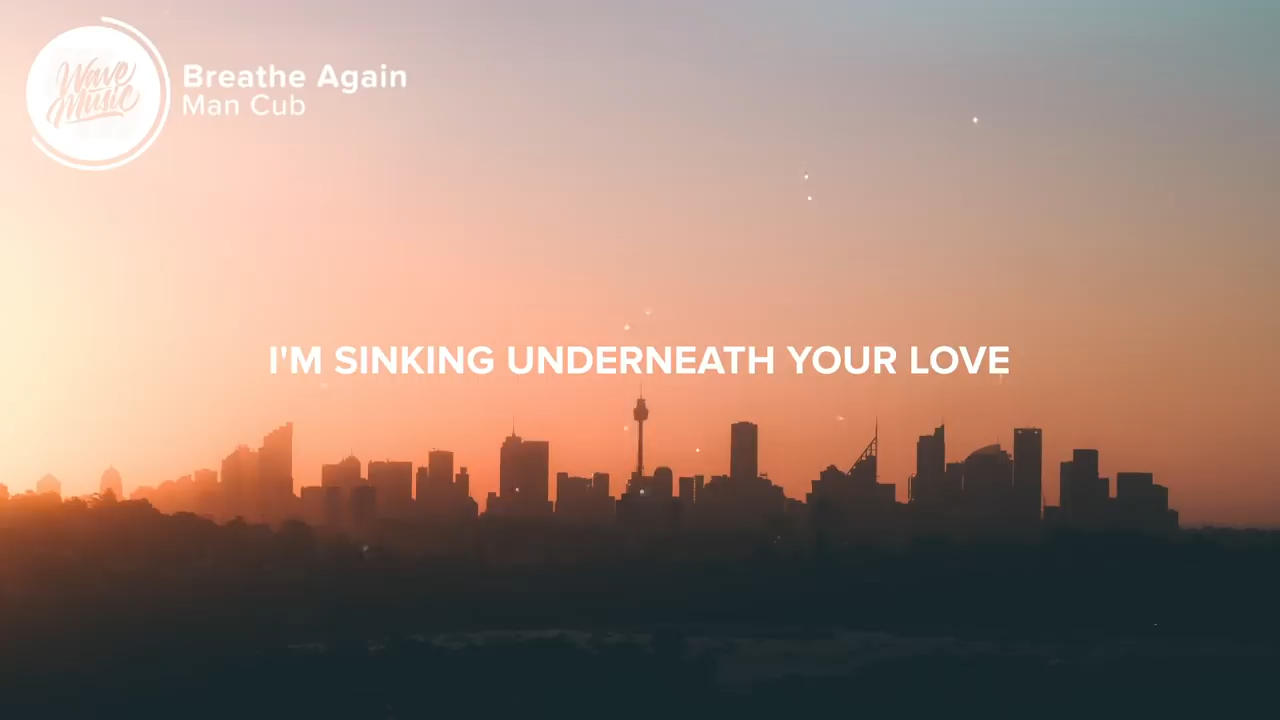 Wave
Music
Breathe Again
Man Cub
I'M SINKING UNDERNEATH YOUR LOVE